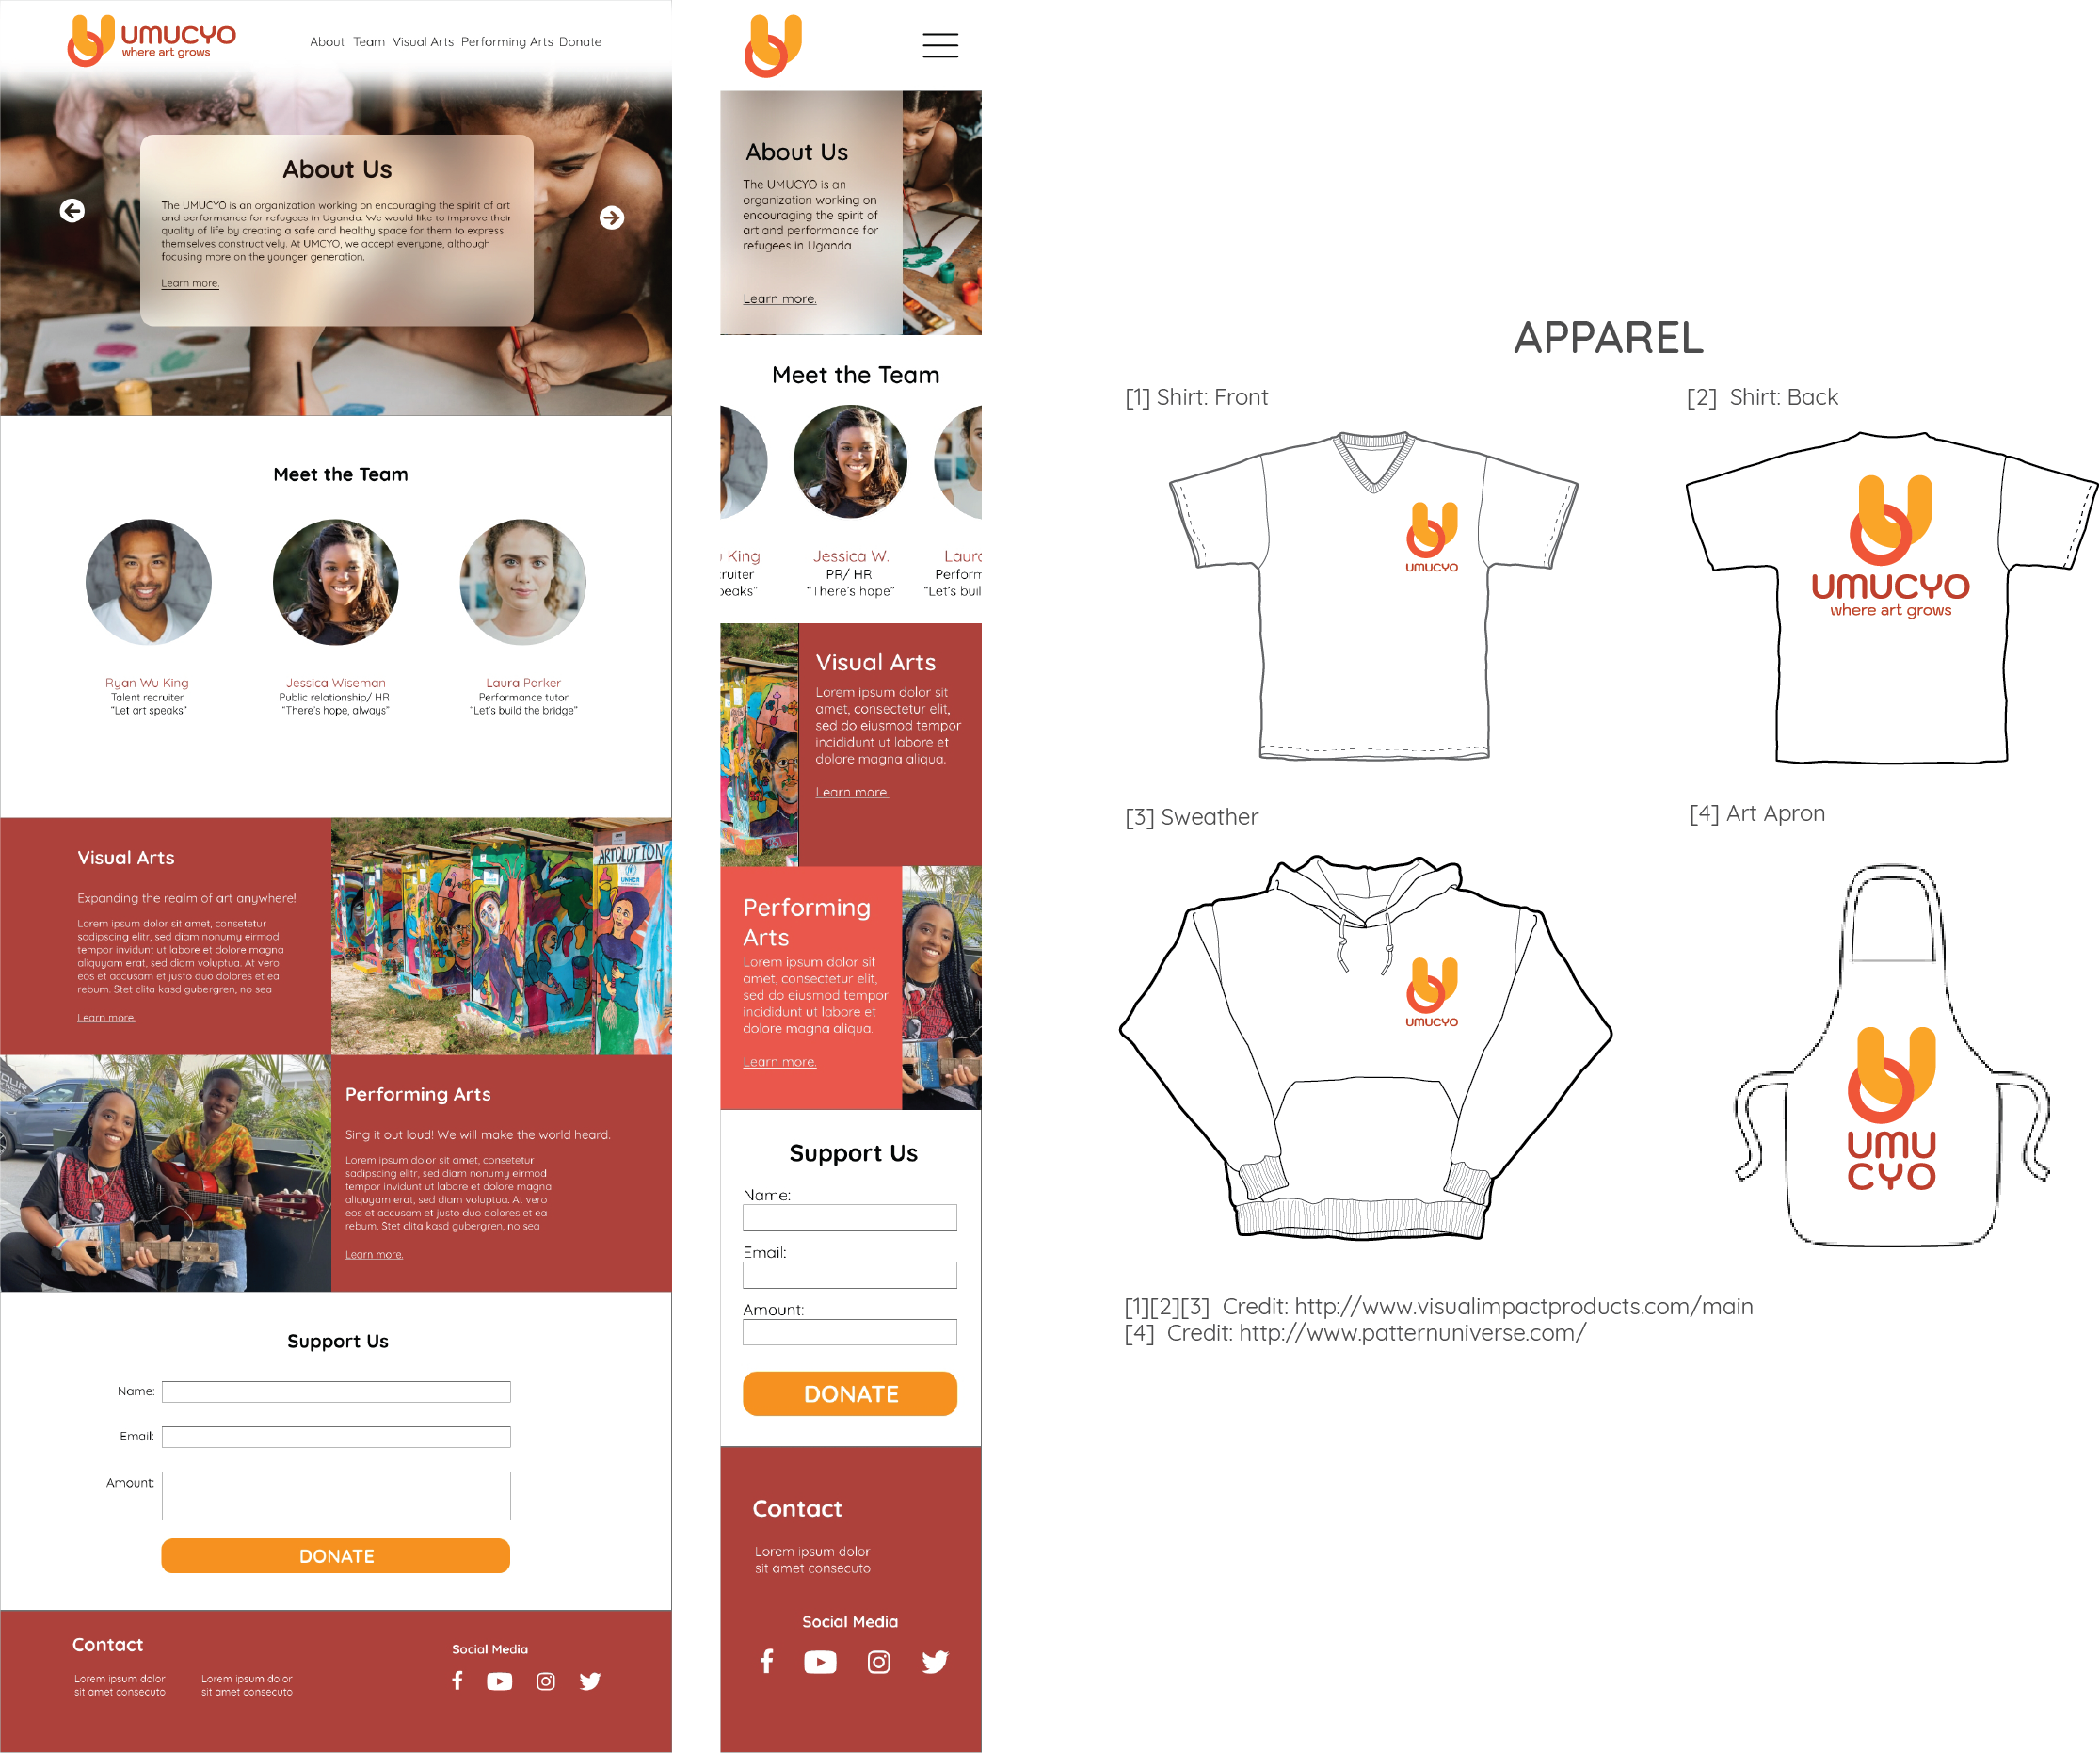 UMUCYO
where art grows
About Team Visual Arts Performing Arts Donate
About Us
The UMUCYO is an organization working on encouraging the spirit of art
and performance for refugees in Uganda. We would like to improve their
quality of life by creating a safe and healthy space for them to express
themselves constructively. At UMCYO, we accept everyone, although
focusing more on the younger generation.
Learn more.
Meet the Team
Ryan Wu King
Talent recruiter
"Let art speaks"
Jessica Wiseman
Public relationship/ HR
"There's hope, always"
Laura Parker
Performance tutor
"Let's build the bridge"
Visual Arts
Expanding the realm of art anywhere!
Lorem ipsum dolor sit amet, consetetur
sadipscing elitr, sed diam nonumy eirmod
tempor invidunt ut labore et dolore magna
aliquyam erat, sed diam voluptua. At vero
eos et accusam et justo duo dolores et ea
rebum. Stet clita kasd gubergren, no sea
Learn more.
ARTOLUTION
UNHCR
Performing Arts
Sing it out loud! We will make the world heard.
Lorem ipsum dolor sit amet, consetetur
sadipscing elitr, sed diam nonumy eirmod
tempor invidunt ut labore et dolore magna
aliquyam erat, sed diam voluptua. At vero
eos et accusam et justo duo dolores et ea
rebum. Stet clita kasd gubergren, no sea
Learn more.
Support Us
Name:
Email:
Amount:
DONATE
Contact
Lorem ipsum dolor
sit amet consecuto
Lorem ipsum dolor
sit amet consecuto
Social Media
About Us
The UMUCYO is an
organization working on
encouraging the spirit of
art and performance for
refugees in Uganda.
Learn more.
Meet the Team
King
ruiter
eaks"
Jessica W.
PR/ HR
"There's hope"
Laura
Perform
"Let's buil
Visual Arts
Lorem ipsum dolor sit
amet, consectetur elit,
sed do eiusmod tempor
incididunt ut labore et
dolore magna aliqua.
Learn more.
Performing
Arts
Lorem ipsum dolor sit
amet, consectetur elit,
sed do eiusmod tempor
incididunt ut labore et
dolore magna aliqua.
Learn more.
Support Us
Name:
Email:
Amount:
DONATE
Contact
Lorem ipsum dolor
sit amet consecuto
Social Media
APPAREL
[1] Shirt: Front
UMUCYO
[2] Shirt: Back
UMUCYO
where art grows
[3] Sweather
UMUCYO
[4] Art Apron
UMU
CYO
[1][2][3] Credit: http://www.visualimpactproducts.com/main
[4] Credit: http://www.patternuniverse.com/